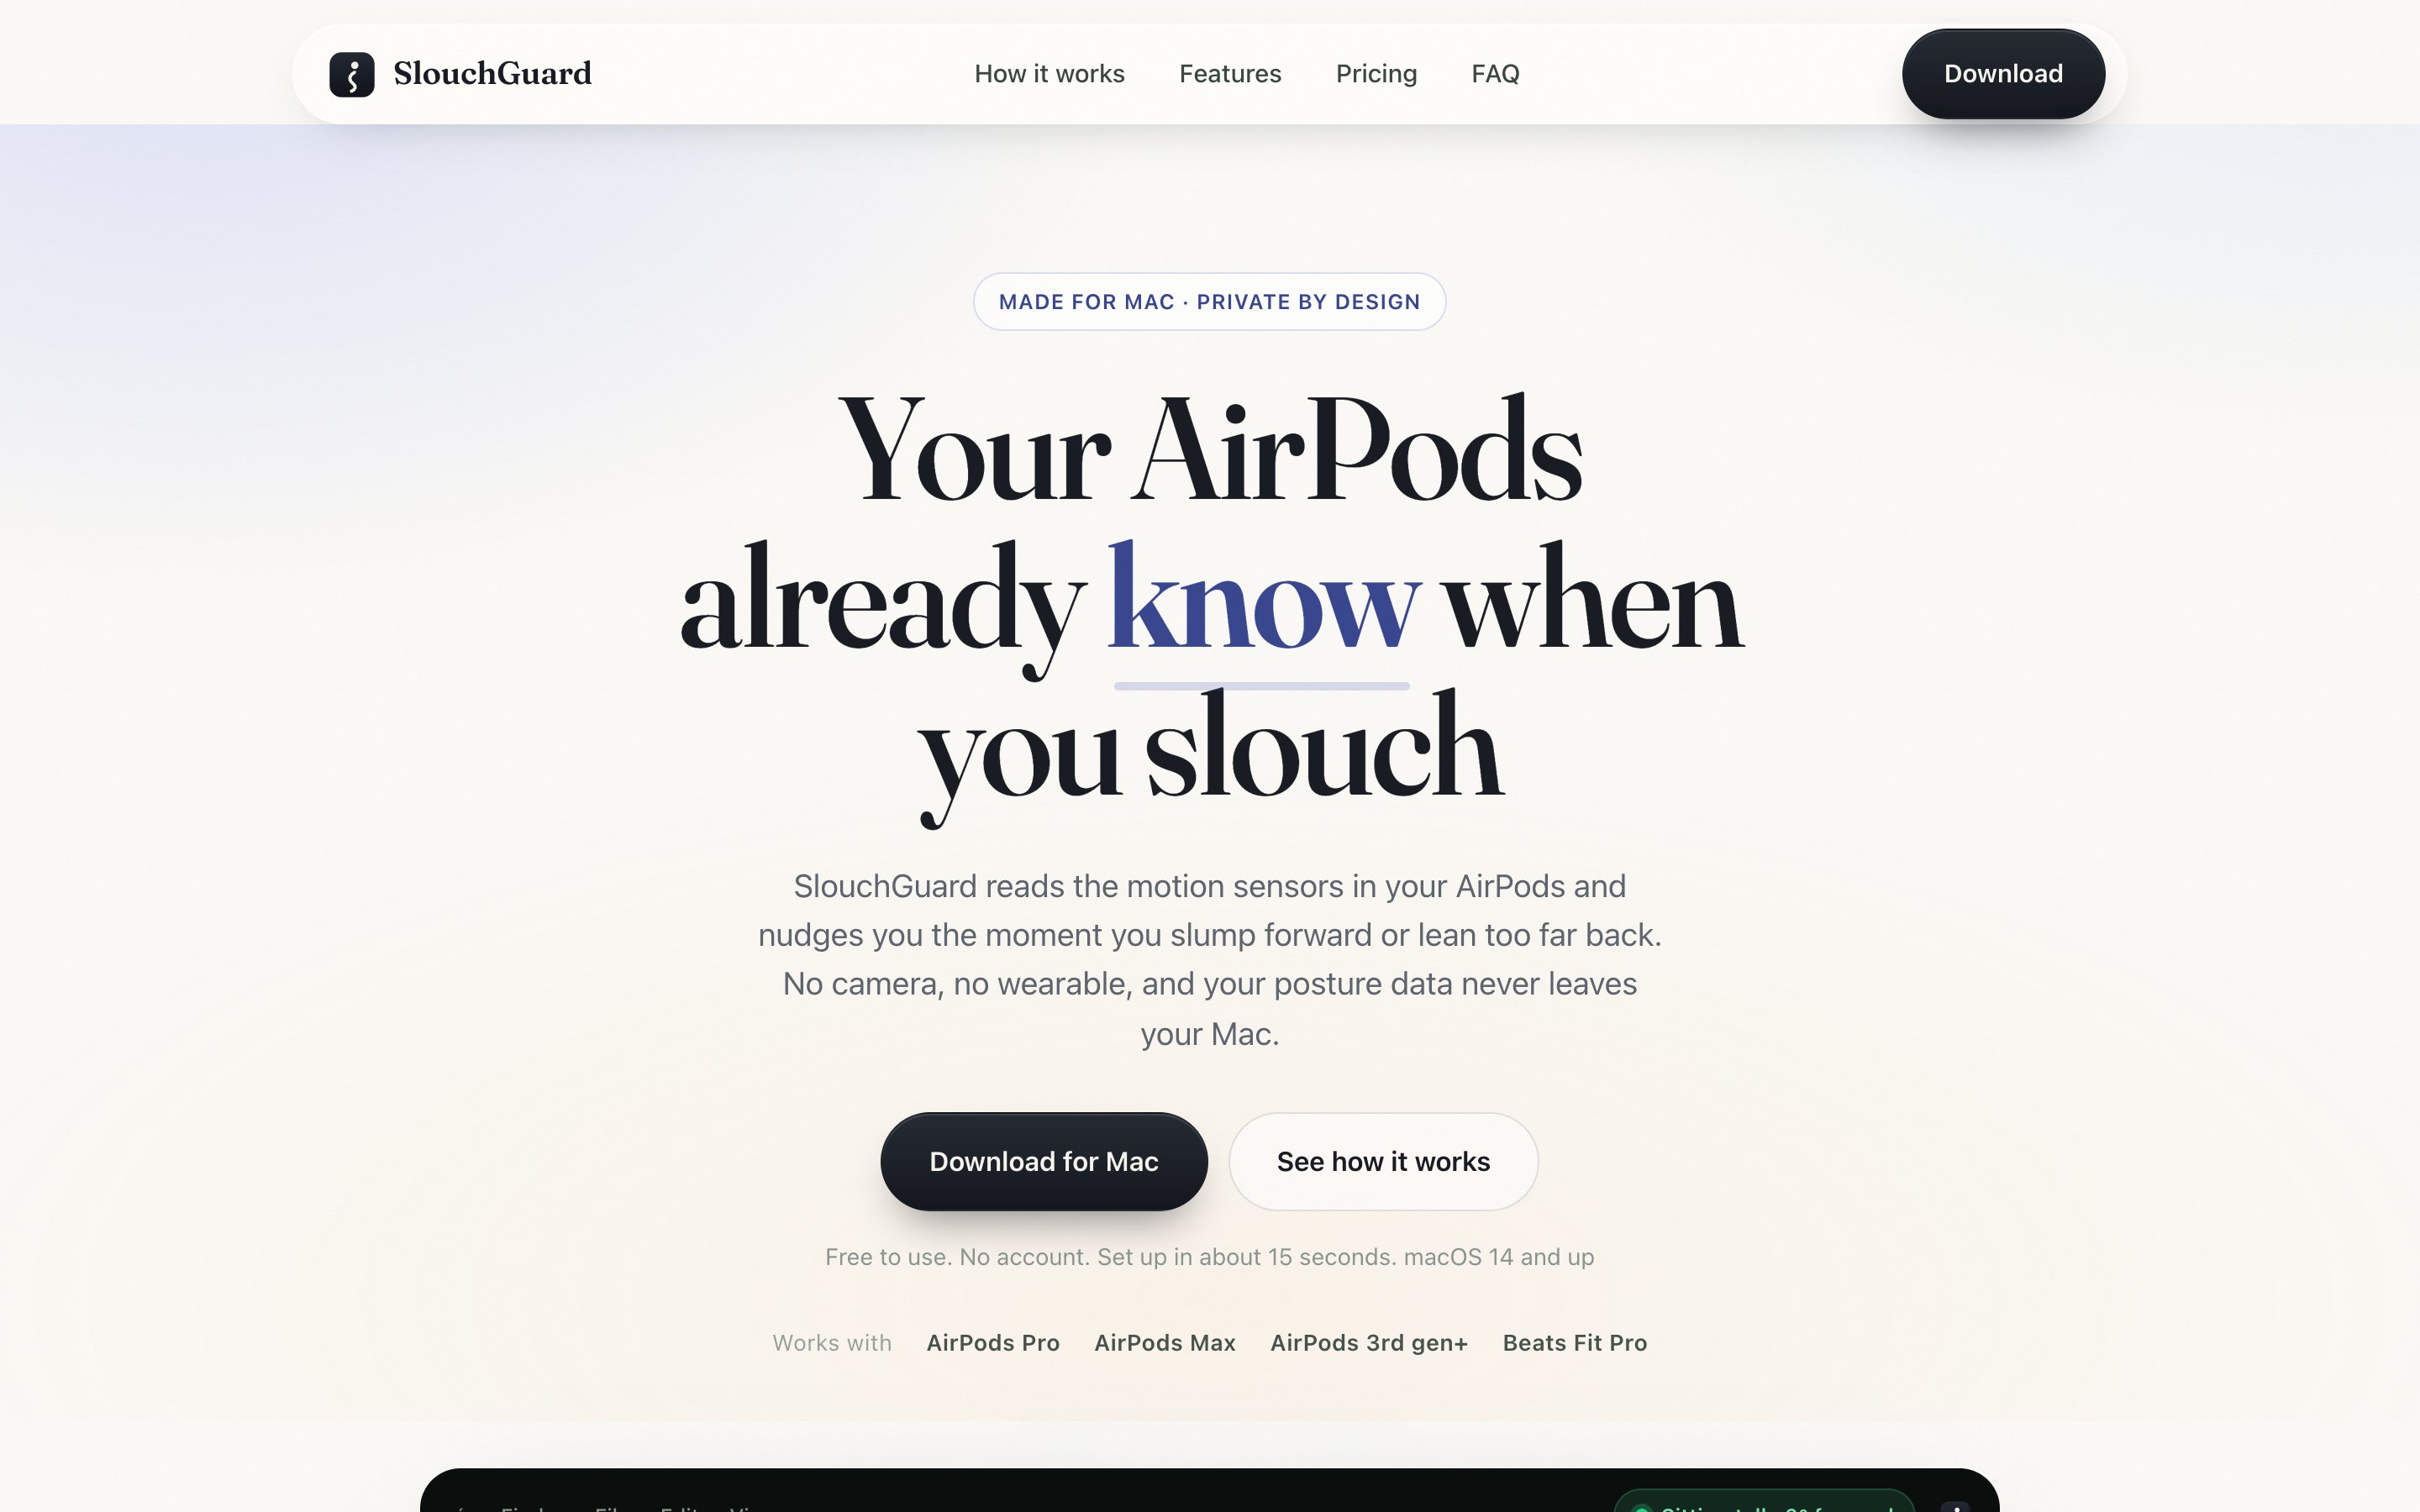 SlouchGuard
How it works
Features
Pricing
FAQ
Download
MADE FOR MAC · PRIVATE BY DESIGN
Your AirPods
already know when
you slouch
SlouchGuard reads the motion sensors in your AirPods and
nudges you the moment you slump forward or lean too far back.
No camera, no wearable, and your posture data never leaves
your Mac.
Download for Mac
See how it works
Free to use. No account. Set up in about 15 seconds. macOS 14 and up
Works with AirPods Pro AirPods Max AirPods 3rd gen+ Beats Fit Pro